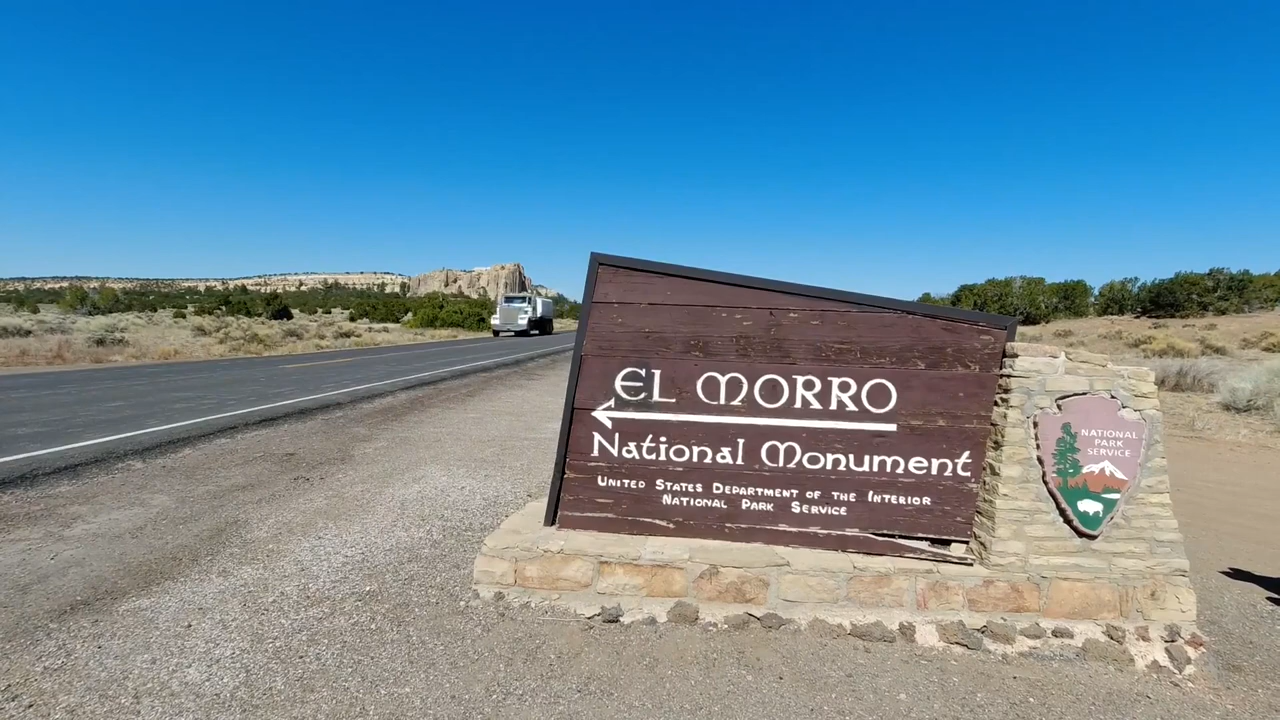 EL MORRO
National Monument
UNITED STATES DEPARTMENT OF THE INTERIOR
NATIONAL PARK SERVICE
NATIONAL
PARK
SERVICE